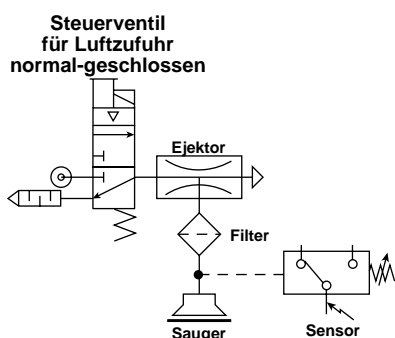 Steuerventil
für Luftzufuhr
normal-geschlossen
Ejektor
Filter
Sauger
Sensor